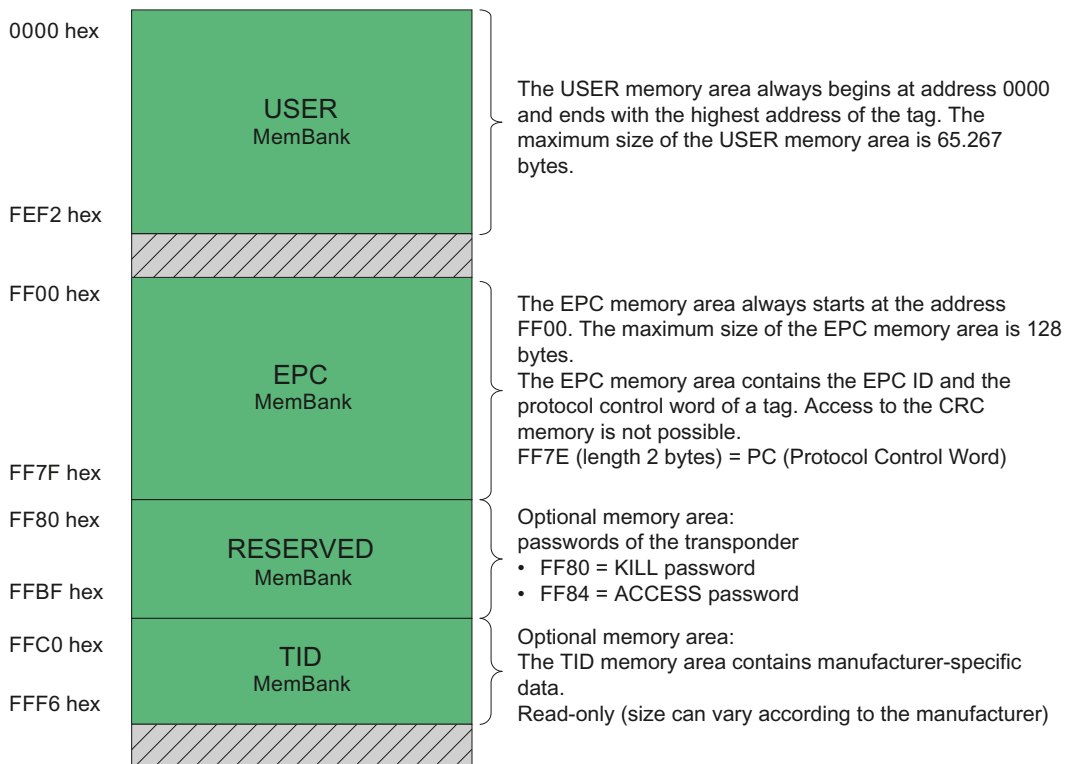 0000 hex
USER
MemBank
The USER memory area always begins at address 0000
and ends with the highest address of the tag. The
maximum size of the USER memory area is 65.267
bytes.
FEF2 hex
FF00 hex
EPC
MemBank
The EPC memory area always starts at the address
FF00. The maximum size of the EPC memory area is 128
bytes.
The EPC memory area contains the EPC ID and the
protocol control word of a tag. Access to the CRC
memory is not possible.
FF7E (length 2 bytes) = PC (Protocol Control Word)
FF7F hex
FF80 hex
RESERVED
MemBank
Optional memory area:
passwords of the transponder
• FF80 = KILL password
• FF84 = ACCESS password
FFBF hex
FFC0 hex
TID
MemBank
Optional memory area:
The TID memory area contains manufacturer-specific
data.
Read-only (size can vary according to the manufacturer)
FFF6 hex